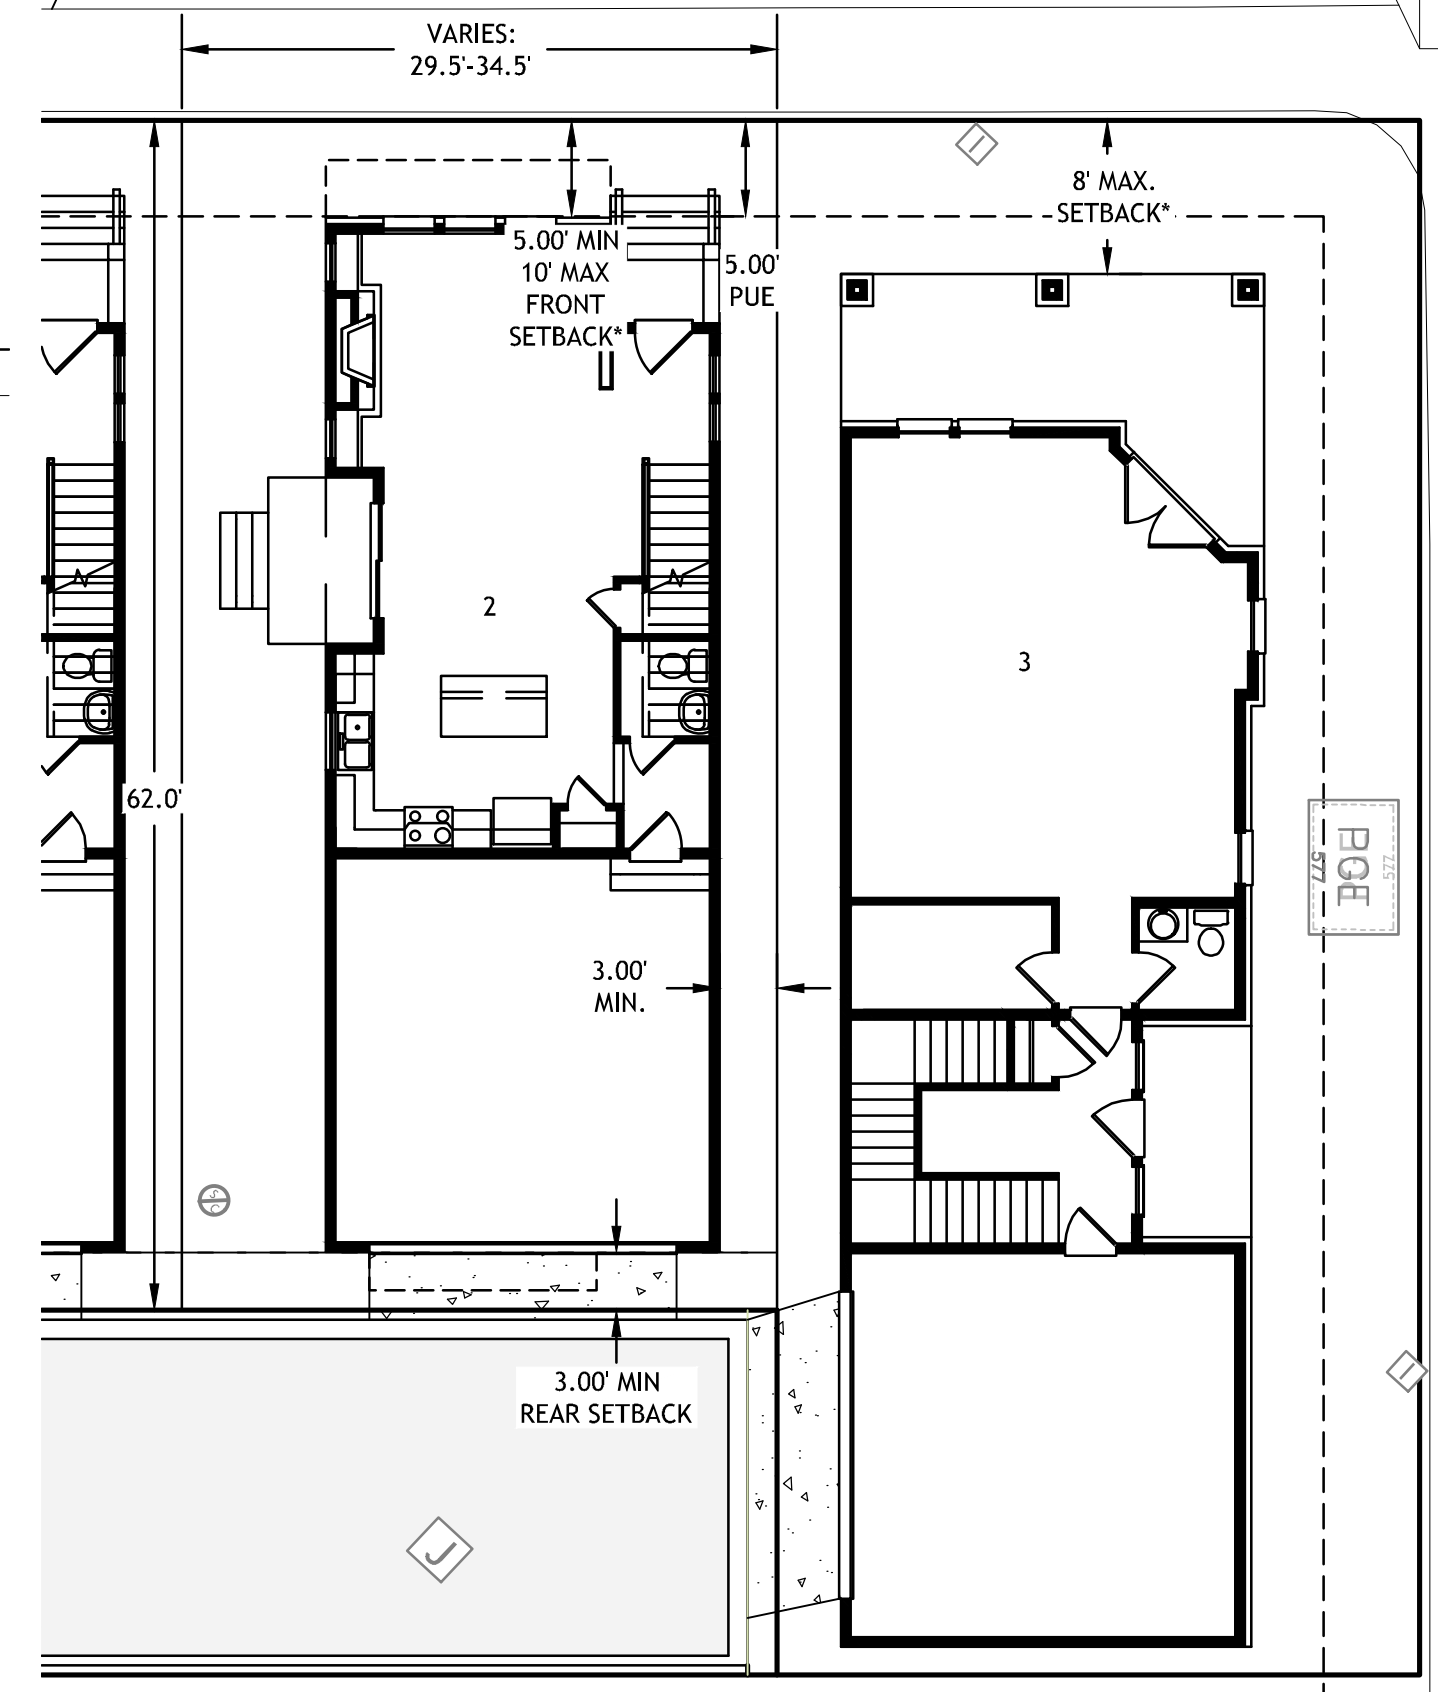 VARIES:
29.5'-34.5'
8' MAX.
SETBACK*
5.00' MIN
10' MAX
FRONT
SETBACK*
5.00'
PUE
2
3
62.0'
577
3.00'
MIN.
S
C
3.00' MIN
REAR SETBACK
J